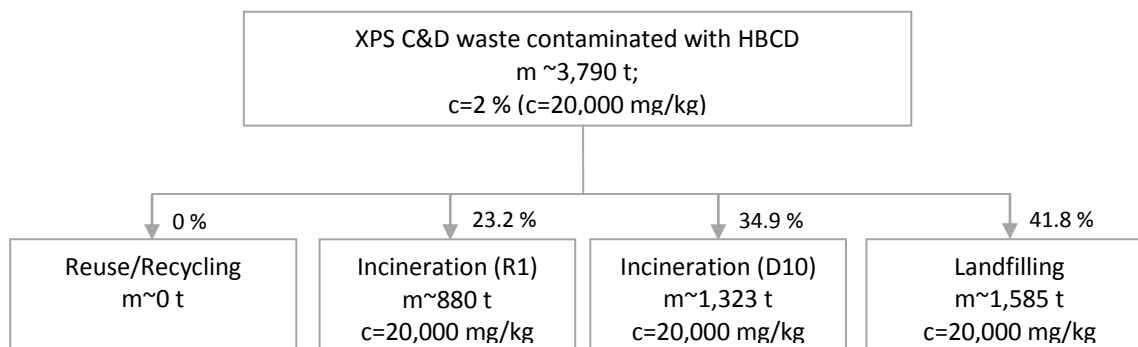 XPS C&D waste contaminated with HBCD
m ~3,790 t;
c=2 % (c=20,000 mg/kg)
0 %
23.2 %
34.9 %
41.8 %
Reuse/Recycling
m~0 t
Incineration (R1)
m~880 t
c=20,000 mg/kg
Incineration (D10)
m~1,323 t
c=20,000 mg/kg
Landfilling
m~1,585 t
c=20,000 mg/kg